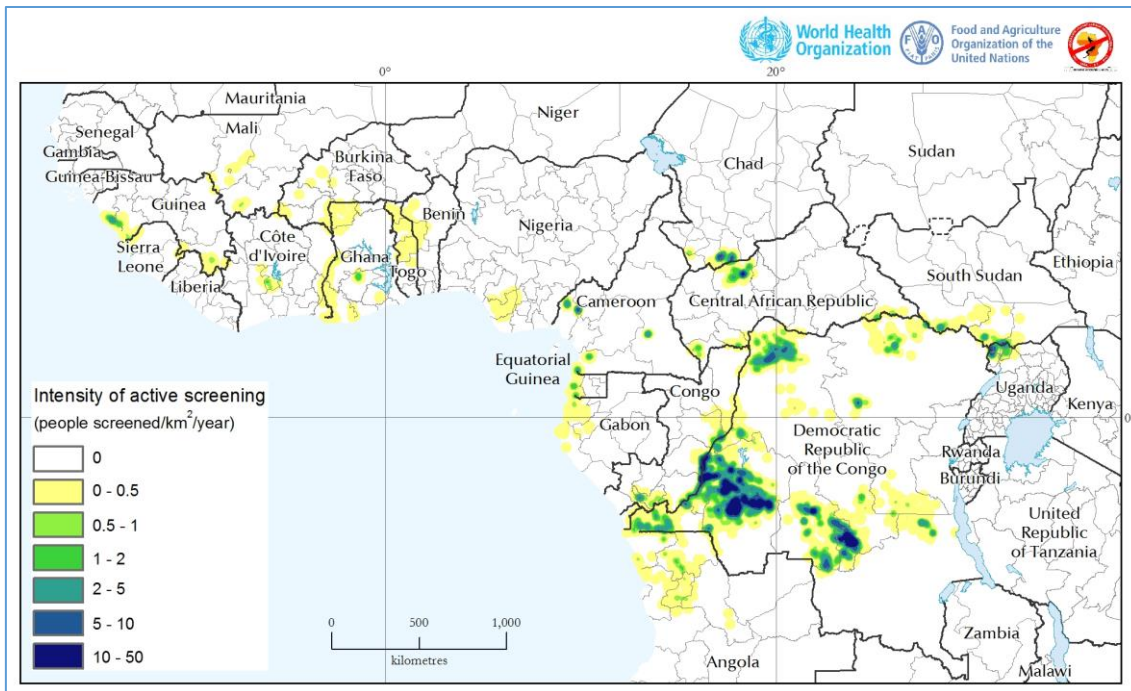 World Health
Organization
FAO
FIAT PANIS
Food and Agriculture
Organization of the
United Nations
0°
20°
Mauritania
Niger
Mali
Senegal
Gambia
Guinea-Bissau
Burkina
Faso
Chad
Sudan
Guinea
Benin
Nigeria
Sierra
Leone
Côte
d'Ivoire
Ghana
Togo
Liberia
South Sudan
Ethiopia
Cameroon
Central African Republic
Equatorial
Guinea
Congo
Gabon
Uganda
Kenya
0°
Democratic
Republic
of the Congo
Rwanda
Burundi
United
Republic
of Tanzania
Zambia
Angola
Malawi
Intensity of active screening
(people screened/km²/year)
0
0 - 0.5
0.5 - 1
1 - 2
2 - 5
5 - 10
10 - 50
0 500 1,000
kilometres